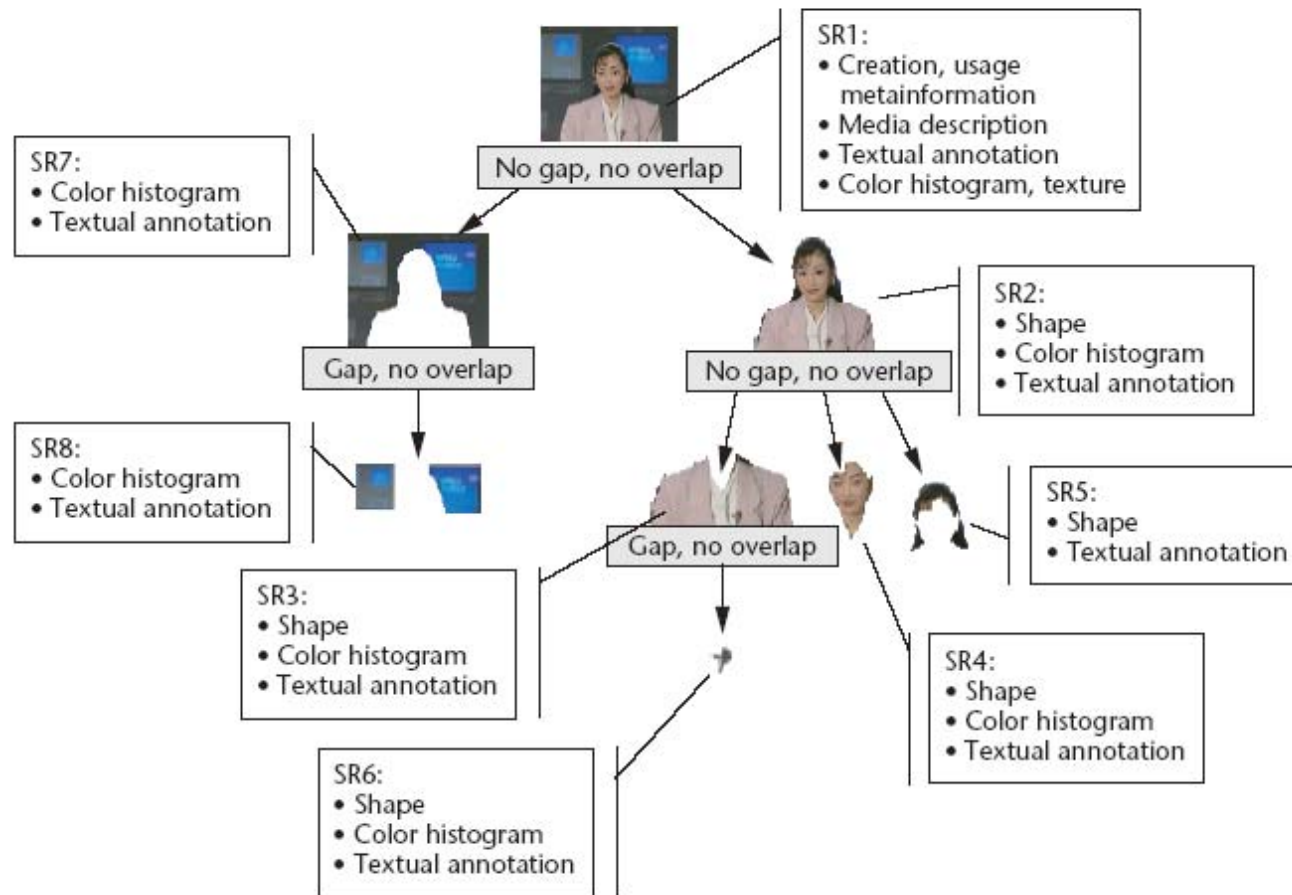 SR1:
• Creation, usage
metainformation
• Media description
• Textual annotation
• Color histogram, texture
No gap, no overlap
SR7:
• Color histogram
• Textual annotation
SR2:
• Shape
• Color histogram
• Textual annotation
Gap, no overlap
No gap, no overlap
SR8:
• Color histogram
• Textual annotation
SR5:
• Shape
• Textual annotation
Gap, no overlap
SR3:
• Shape
• Color histogram
• Textual annotation
SR4:
• Shape
• Color histogram
• Textual annotation
SR6:
• Shape
• Color histogram
• Textual annotation